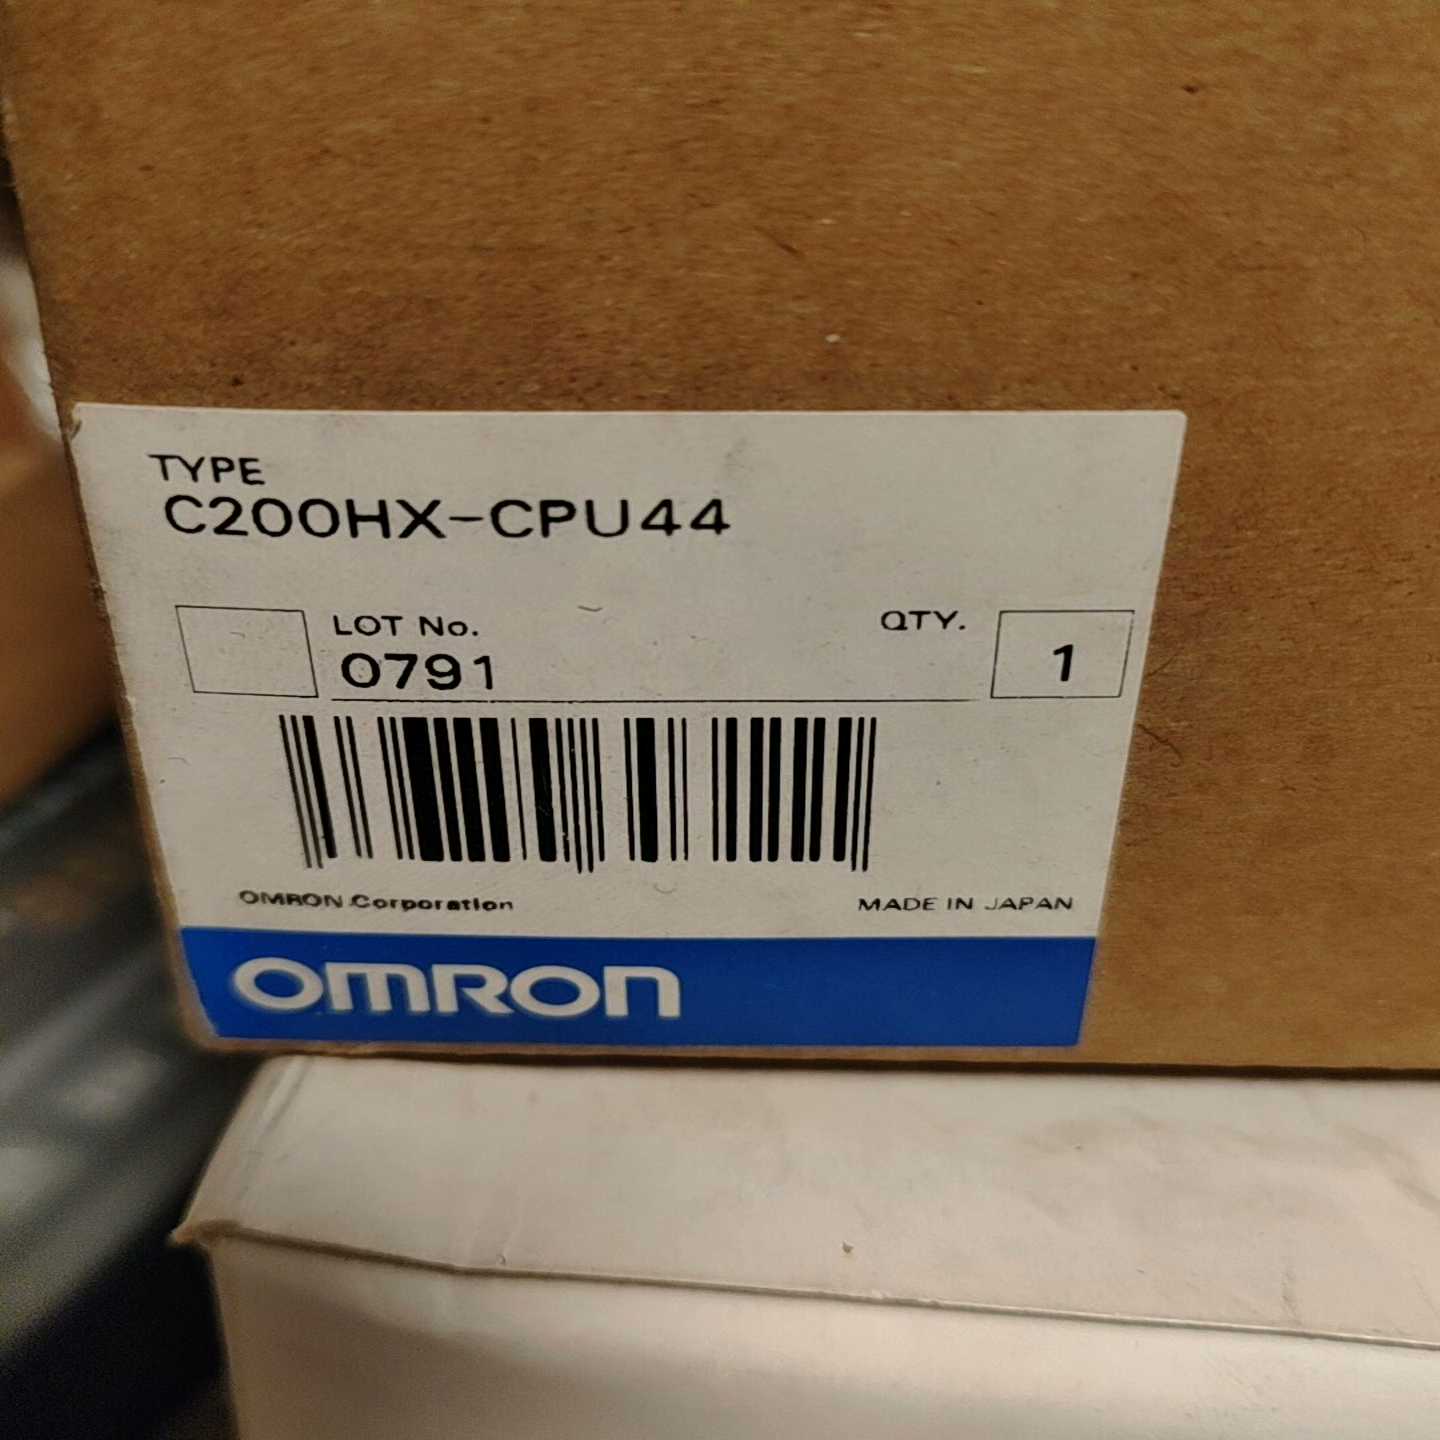 TYPE
C200HX-CPU44
LOT No.
0791
QTY.
1
OMRON Corporation
MADE IN JAPAN
OMRON